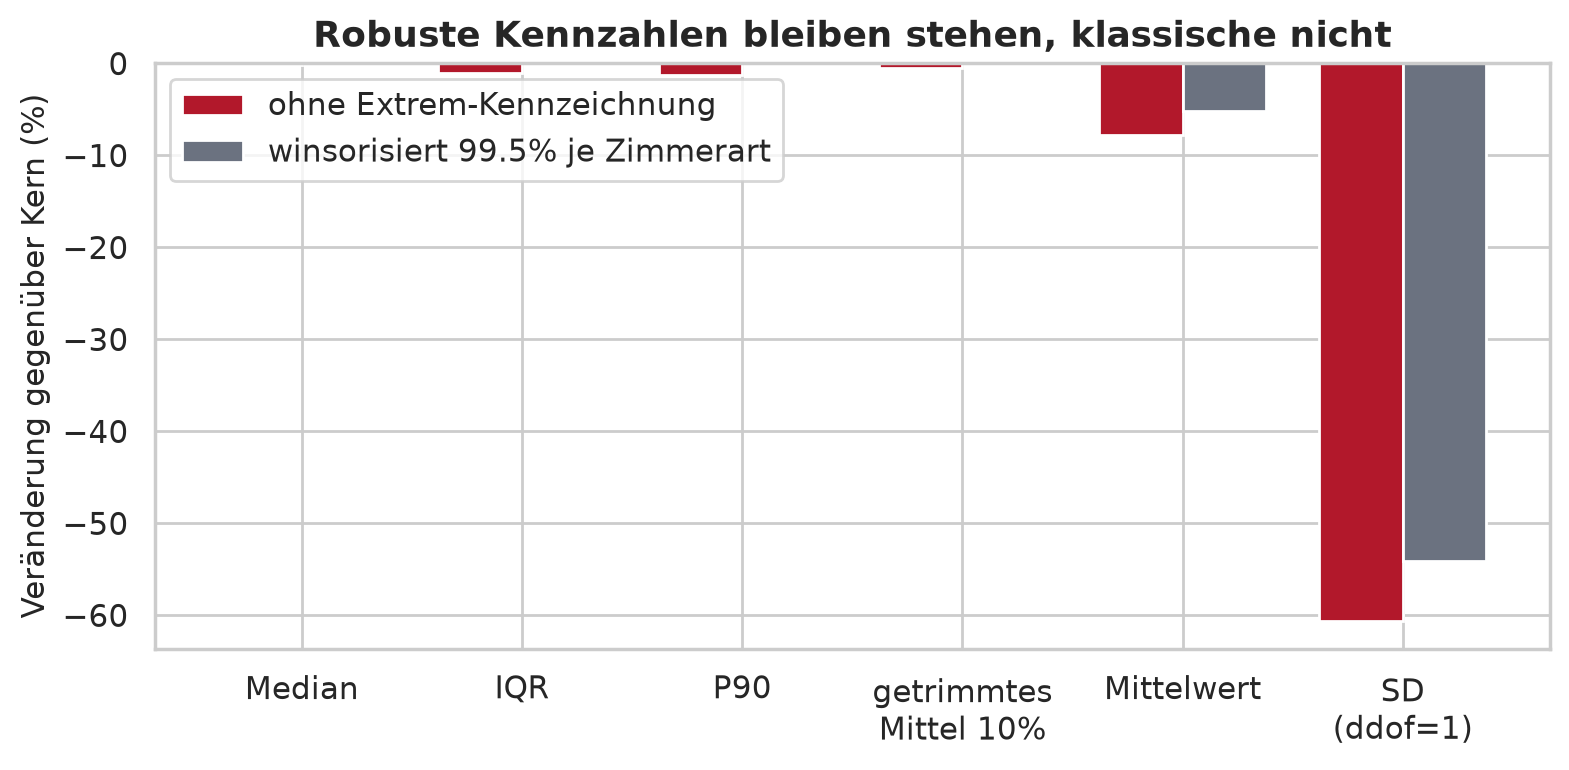 Robuste Kennzahlen bleiben stehen, klassische nicht
Veränderung gegenüber Kern (%)
0
−10
−20
−30
−40
−50
−60
ohne Extrem-Kennzeichnung
winsorisiert 99.5% je Zimmerart
Median
IQR
P90
getrimmtes
Mittel 10%
Mittelwert
SD
(ddof=1)